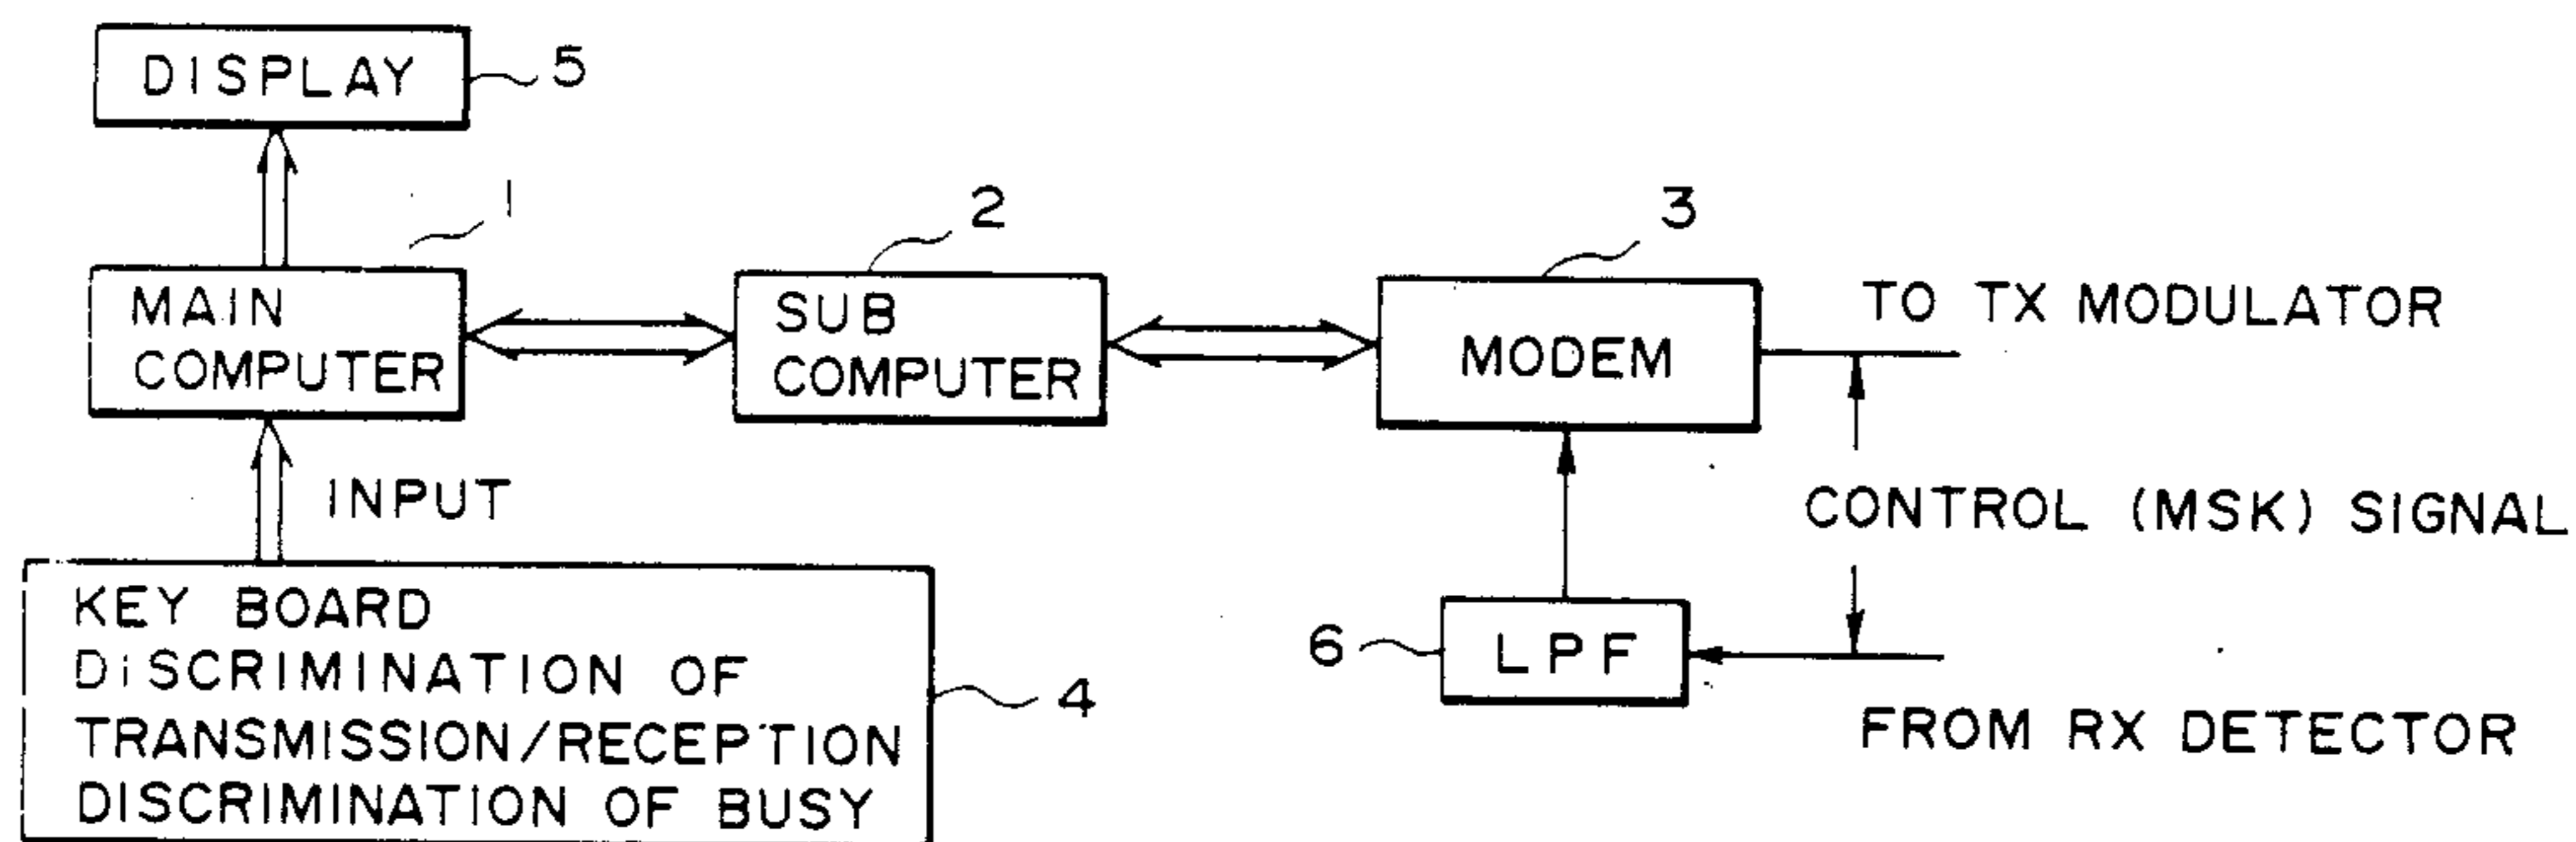 DISPLAY
5
1
MAIN
COMPUTER
2
SUB
COMPUTER
3
MODEM
TO TX MODULATOR
INPUT
CONTROL (MSK) SIGNAL
KEY BOARD
DISCRIMINATION OF
TRANSMISSION/RECEPTION
DISCRIMINATION OF BUSY
4
6
LPF
FROM RX DETECTOR